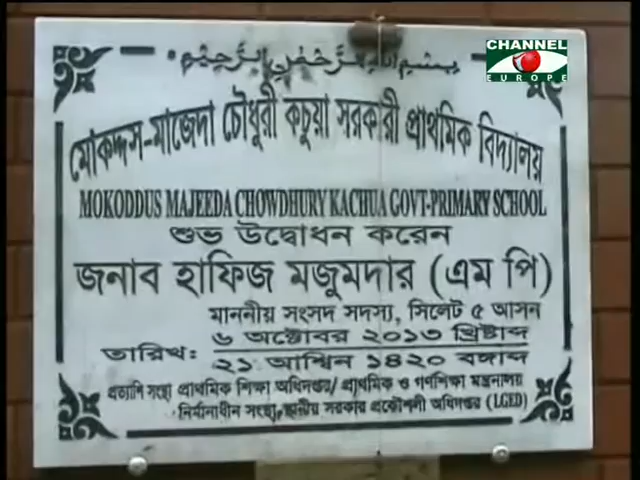 CHANNEL
EUROPE
بسم الله الرحمن الرحيم
মোকদ্দস-মাজেদা চৌধুরী কচুয়া সরকারী প্রাথমিক বিদ্যালয়
MOKODDUS MAJEEDA CHOWDHURY KACHUA GOVT-PRIMARY SCHOOL
শুভ উদ্বোধন করেন
জনাব হাফিজ মজুমদার (এম পি)
মাননীয় সংসদ সদস্য, সিলেট ৫ আসন
৬ অক্টোবর ২০১৩ খ্রিষ্টাব্দ
তারিখ:
২১ আশ্বিন ১৪২০ বঙ্গাব্দ
প্রত্যাশি সংস্থা প্রাথমিক শিক্ষা অধিদপ্তর/ প্রাথমিক ও গণশিক্ষা মন্ত্রনালয়
নির্মানাধীন সংস্থা, স্থানীয় সরকার প্রকৌশলী অধিদপ্তর (LGED)